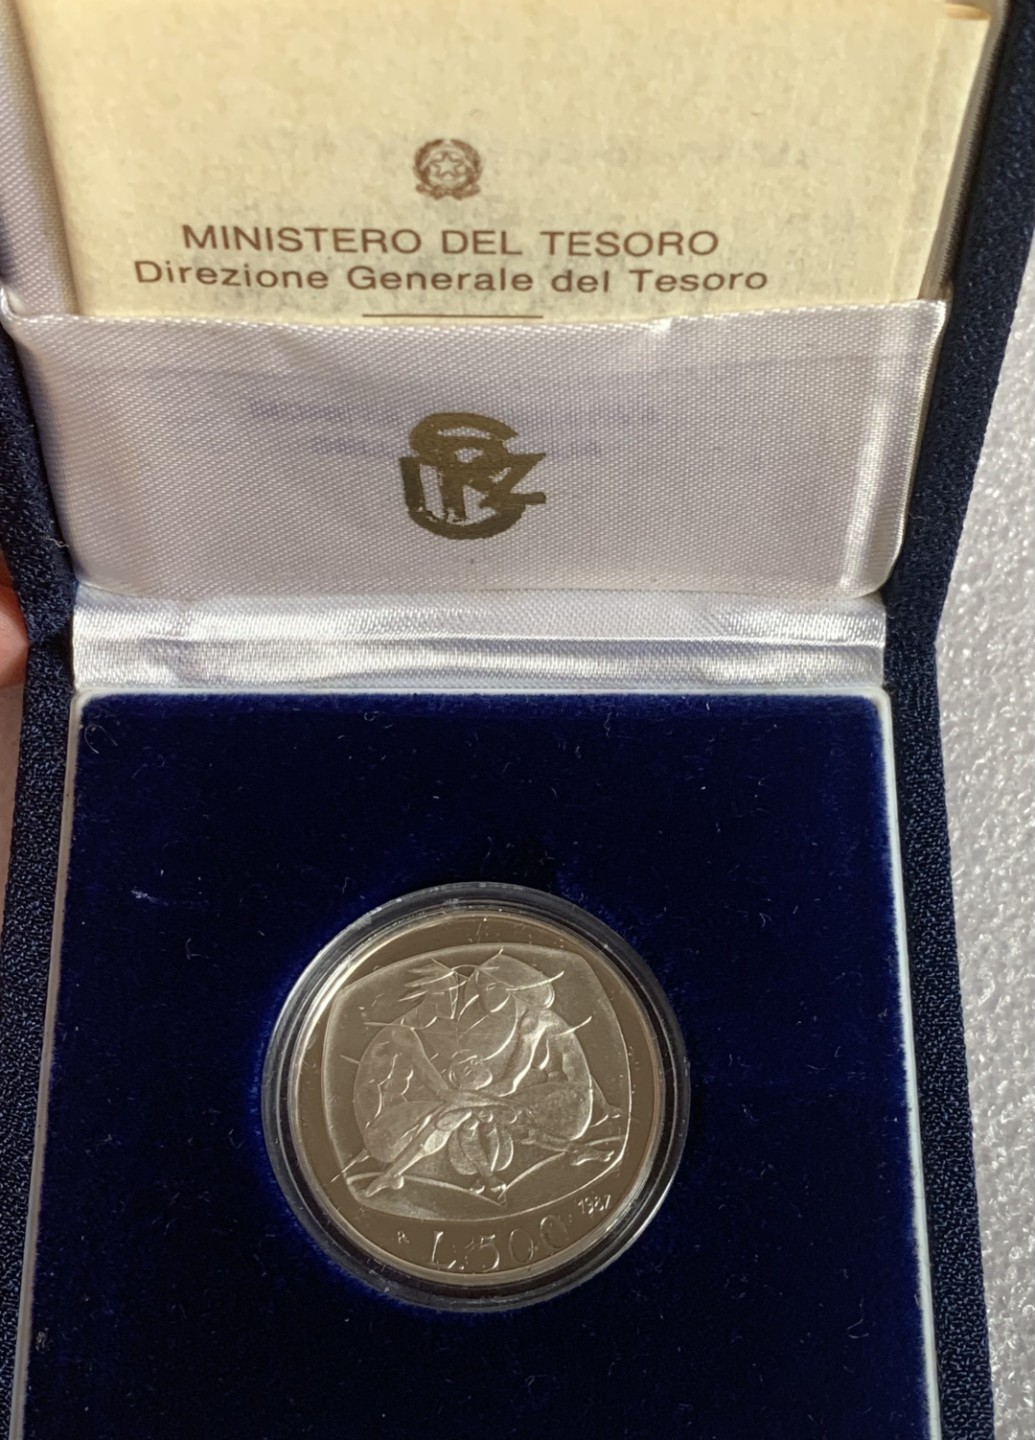 MINISTERO DEL TESORO
Direzione Generale del Tesoro
R L.500 1987